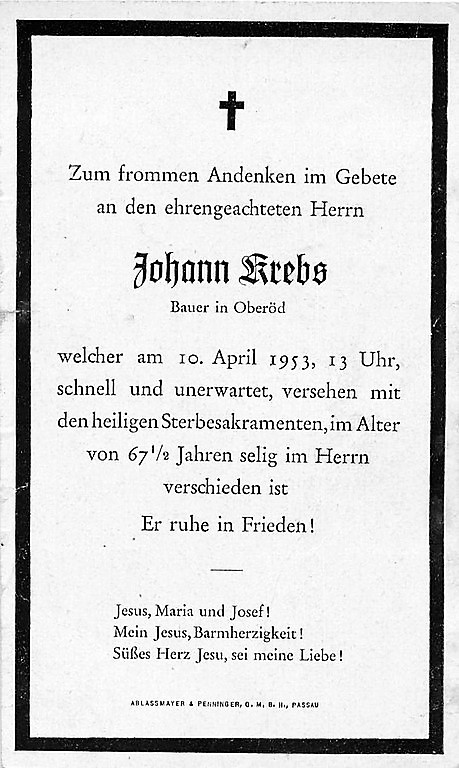 Zum frommen Andenken im Gebete
an den ehrengeachteten Herrn
Johann Krebs
Bauer in Oberöd
welcher am 10. April 1953, 13 Uhr,
schnell und unerwartet, versehen mit
den heiligen Sterbesakramenten, im Alter
von 67 1/2 Jahren selig im Herrn
verschieden ist
Er ruhe in Frieden!
Jesus, Maria und Josef!
Mein Jesus, Barmherzigkeit!
Süßes Herz Jesu, sei meine Liebe!
ABLASSMAYER & PENNINGER, G. M. B. H., PASSAU